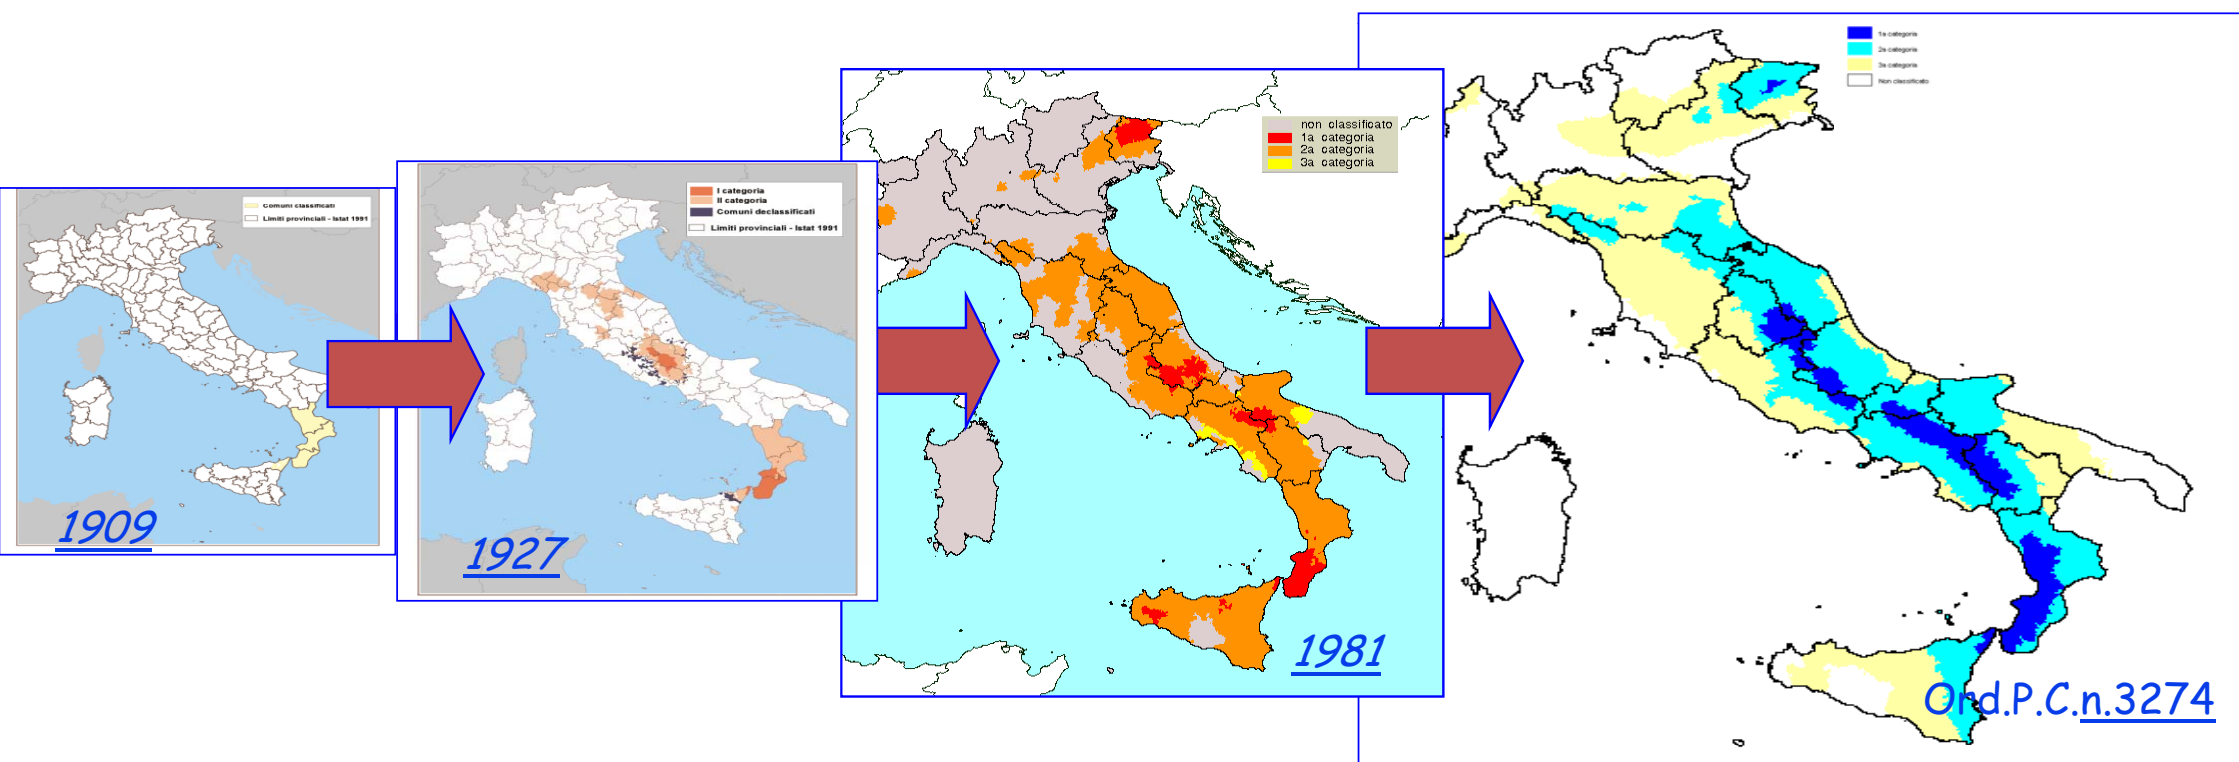 Comuni classificati
Limiti provinciali - Istat 1991
1909
I categoria
II categoria
Comuni declassificati
Limiti provinciali - Istat 1991
1927
non classificato
1a categoria
2a categoria
3a categoria
1981
1a categoria
2a categoria
3a categoria
Non classificato
Ord.P.C.n.3274